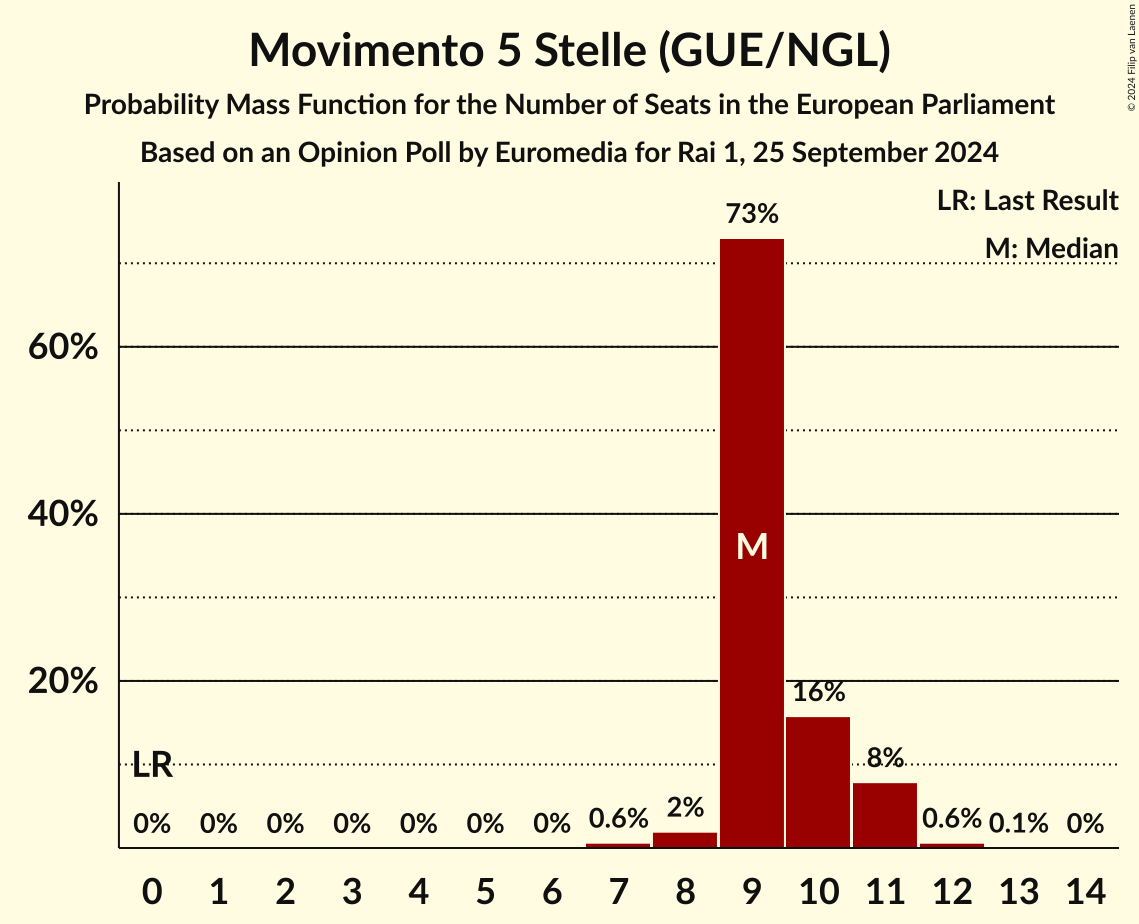 Movimento 5 Stelle (GUE/NGL)
Probability Mass Function for the Number of Seats in the European Parliament
Based on an Opinion Poll by Euromedia for Rai 1, 25 September 2024
© 2024 Filip van Laenen
LR: Last Result
M: Median
73%
60%
40%
M
20%
16%
LR
8%
0% 0% 0% 0% 0% 0% 0% 0.6% 2% 0.6% 0.1% 0%
0 1 2 3 4 5 6 7 8 9 10 11 12 13 14